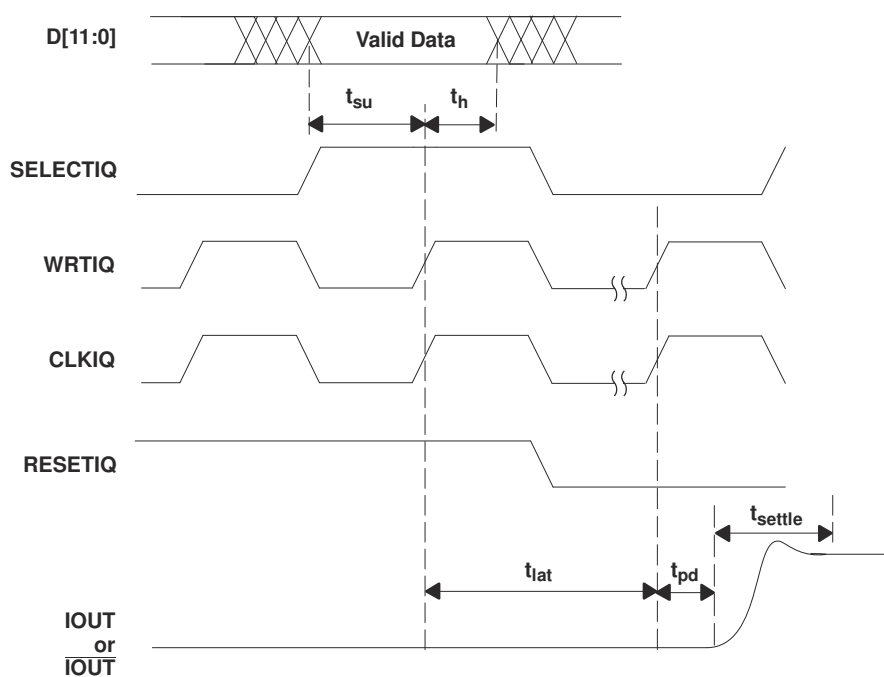 D[11:0]
Valid Data
tsu
th
SELECTIQ
WRTIQ
CLKIQ
RESETIQ
tsettle
tlat
tpd
IOUT
or
IOUT